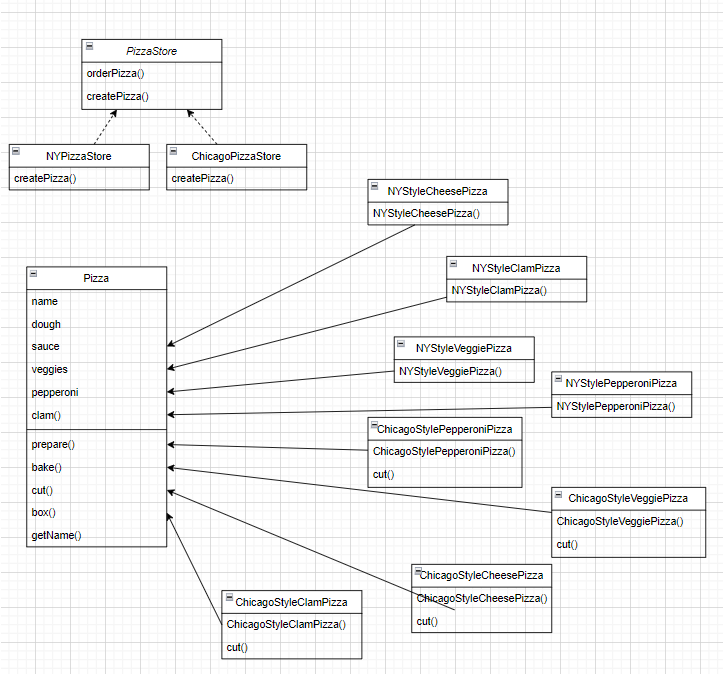 PizzaStore
orderPizza()
createPizza()
NYPizzaStore
createPizza()
ChicagoPizzaStore
createPizza()
NYStyleCheesePizza
NYStyleCheesePizza()
NYStyleClamPizza
NYStyleClamPizza()
Pizza
name
dough
sauce
veggies
pepperoni
clam()
prepare()
bake()
cut()
box()
getName()
NYStyleVeggiePizza
NYStyleVeggiePizza()
NYStylePepperoniPizza
NYStylePepperoniPizza()
ChicagoStylePepperoniPizza
ChicagoStylePepperoniPizza()
cut()
ChicagoStyleVeggiePizza
ChicagoStyleVeggiePizza()
cut()
ChicagoStyleCheesePizza
ChicagoStyleCheesePizza()
cut()
ChicagoStyleClamPizza
ChicagoStyleClamPizza()
cut()